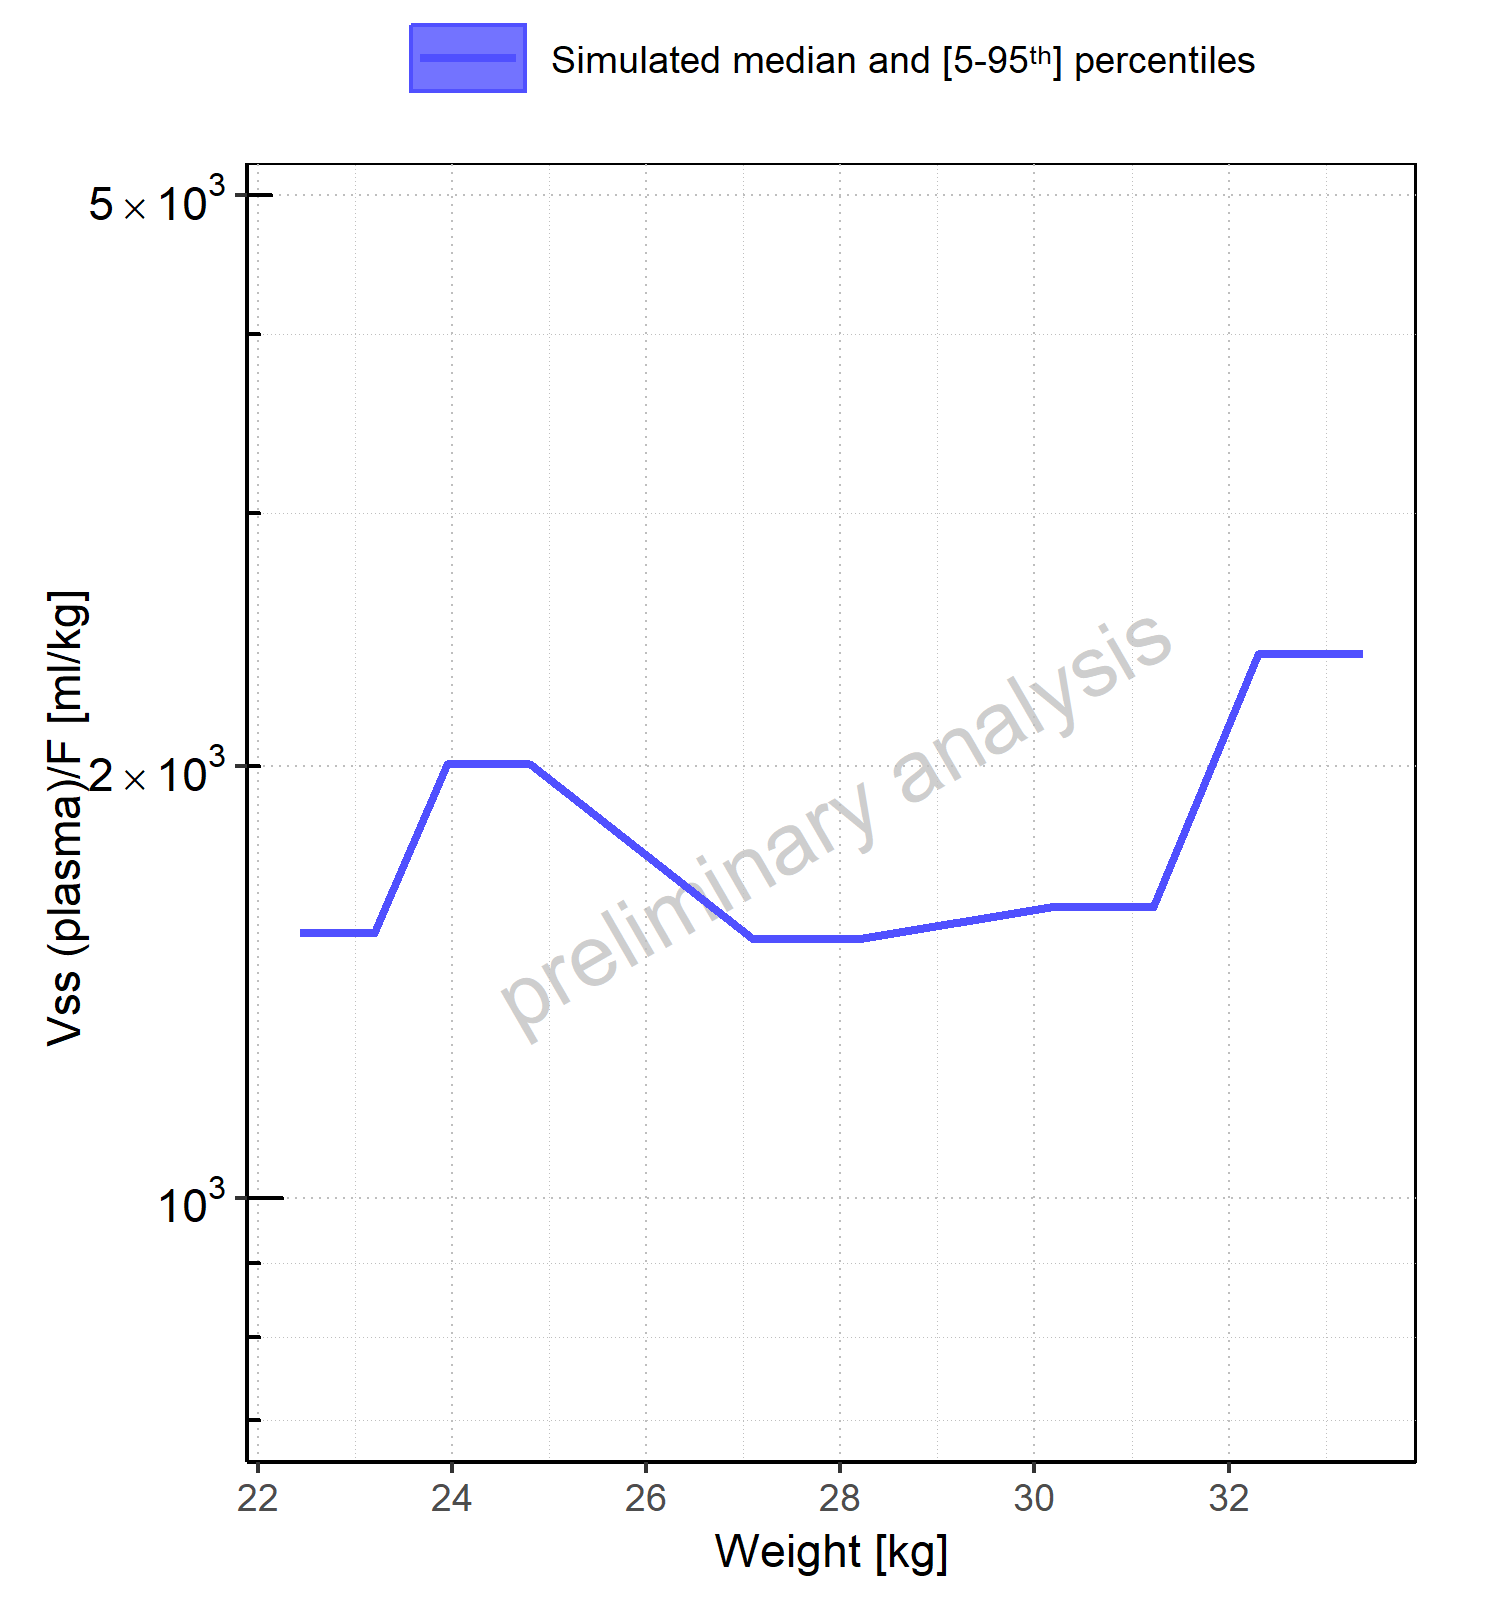 Simulated median and [5-95th] percentiles
5 × 10³
2 × 10³
10³
Vss (plasma)/F [ml/kg]
preliminary analysis
22 24 26 28 30 32
Weight [kg]